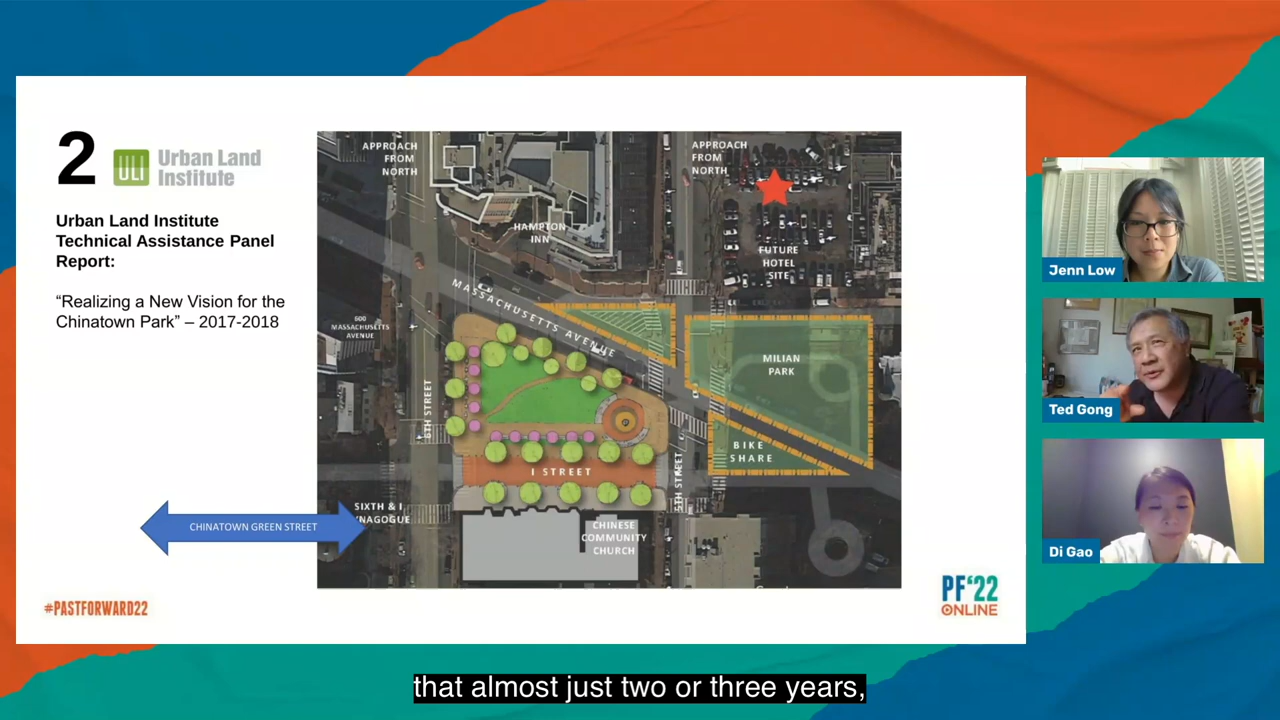 2
ULI
Urban Land
Institute
Urban Land Institute
Technical Assistance Panel
Report:
“Realizing a New Vision for the
Chinatown Park” – 2017-2018
APPROACH
FROM
NORTH
APPROACH
FROM
NORTH
HAMPTON
INN
FUTURE
HOTEL
SITE
MASSACHUSETTS AVENUE
600
MASSACHUSETTS
AVENUE
MILIAN
PARK
6TH STREET
BIKE
SHARE
I STREET
5TH STREET
SIXTH & I
NAGOGUE
CHINESE
COMMUNITY
CHURCH
CHINATOWN GREEN STREET
#PASTFORWARD22
PF‘22
ONLINE
Jenn Low
Ted Gong
Di Gao
that almost just two or three years,